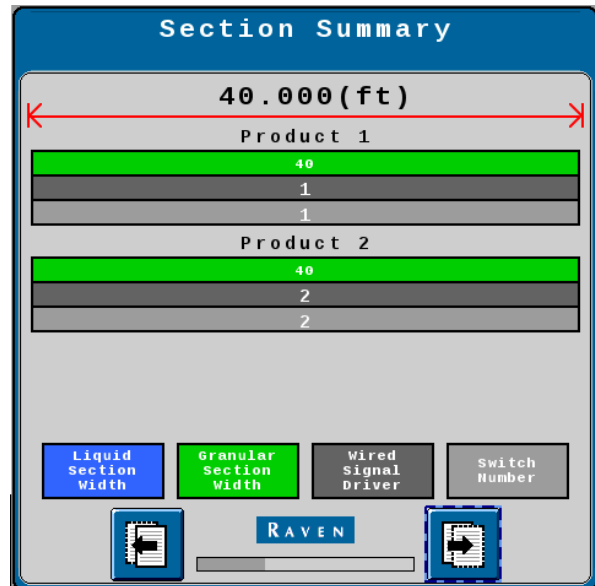 Section Summary
40.000(ft)
Product 1
40
1
1
Product 2
40
2
2
Liquid Section Width
Granular Section Width
Wired Signal Driver
Switch Number
RAVEN